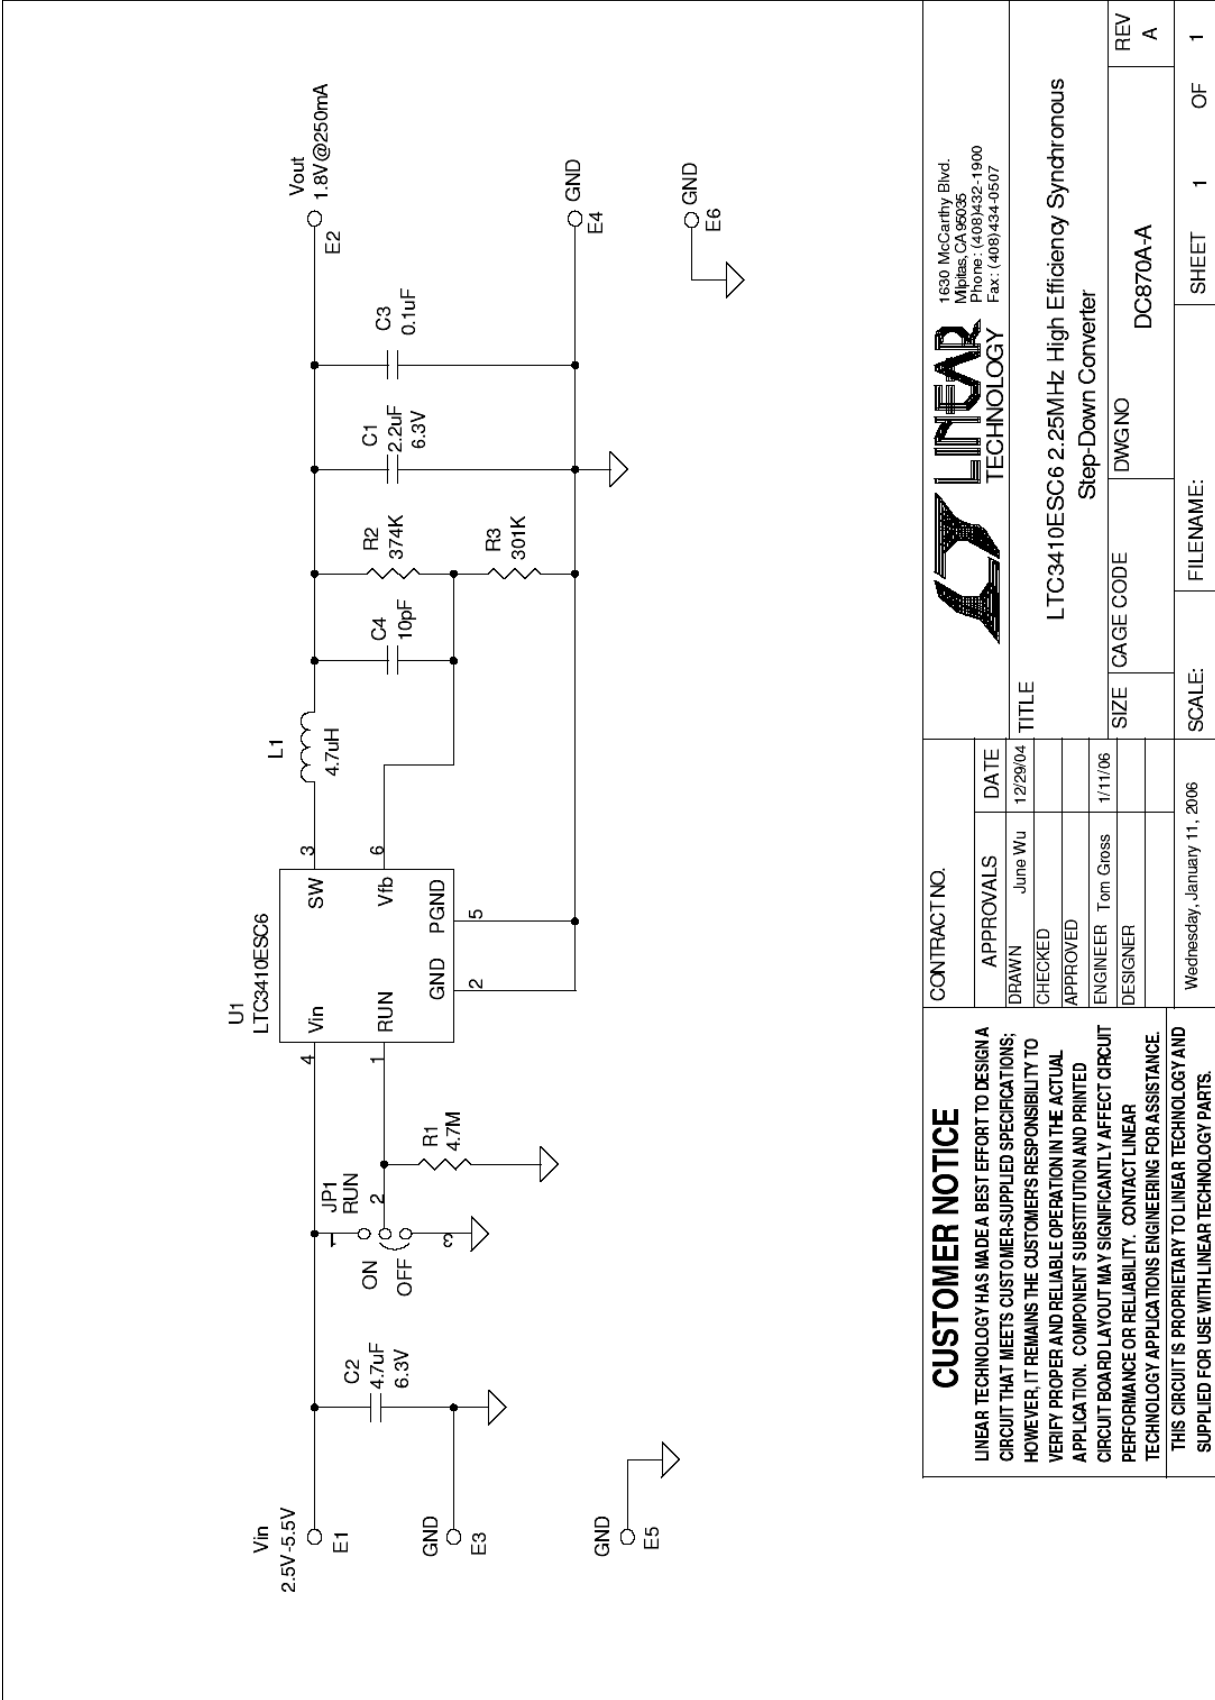 Vin
2.5V-5.5V
E1
GND
E3
GND
E5
C2
4.7uF
6.3V
JP1
RUN
1
2
3
ON
OFF
R1
4.7M
U1
LTC3410ESC6
4
Vin
1
RUN
SW
3
Vfb
6
GND
2
PGND
5
L1
4.7uH
C4
10pF
R2
374K
R3
301K
C1
2.2uF
6.3V
C3
0.1uF
Vout
1.8V@250mA
E2
GND
E4
GND
E6
CUSTOMER NOTICE
LINEAR TECHNOLOGY HAS MADE A BEST EFFORT TO DESIGN A
CIRCUIT THAT MEETS CUSTOMER-SUPPLIED SPECIFICATIONS;
HOWEVER, IT REMAINS THE CUSTOMER'S RESPONSIBILITY TO
VERIFY PROPER AND RELIABLE OPERATION IN THE ACTUAL
APPLICATION. COMPONENT SUBSTITUTION AND PRINTED
CIRCUIT BOARD LAYOUT MAY SIGNIFICANTLY AFFECT CIRCUIT
PERFORMANCE OR RELIABILITY. CONTACT LINEAR
TECHNOLOGY APPLICATIONS ENGINEERING FOR ASSISTANCE.
THIS CIRCUIT IS PROPRIETARY TO LINEAR TECHNOLOGY AND
SUPPLIED FOR USE WITH LINEAR TECHNOLOGY PARTS.
CONTRACT NO.
APPROVALS DATE
DRAWN June Wu 12/29/04
CHECKED
APPROVED
ENGINEER Tom Gross 1/11/06
DESIGNER
Wednesday, January 11, 2006
LINEAR
TECHNOLOGY
1630 McCarthy Blvd.
Milpitas, CA 95035
Phone: (408)432-1900
Fax: (408)434-0507
TITLE
LTC3410ESC6 2.25MHz High Efficiency Synchronous
Step-Down Converter
SIZE CAGE CODE DWG NO REV
DC870A-A A
SCALE: FILENAME: SHEET 1 OF 1